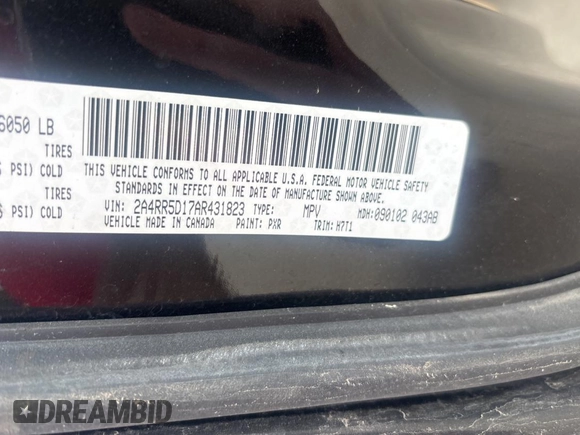 6050 LB
TIRES
PSI) COLD
TIRES
PSI) COLD
THIS VEHICLE CONFORMS TO ALL APPLICABLE U.S.A. FEDERAL MOTOR VEHICLE SAFETY
STANDARDS IN EFFECT ON THE DATE OF MANUFACTURE SHOWN ABOVE.
VIN: 2A4RR5D17AR431823 TYPE: MPV MDH: 090102 043AB
VEHICLE MADE IN CANADA PAINT: PXR TRIM: H7T1
DREAMBID